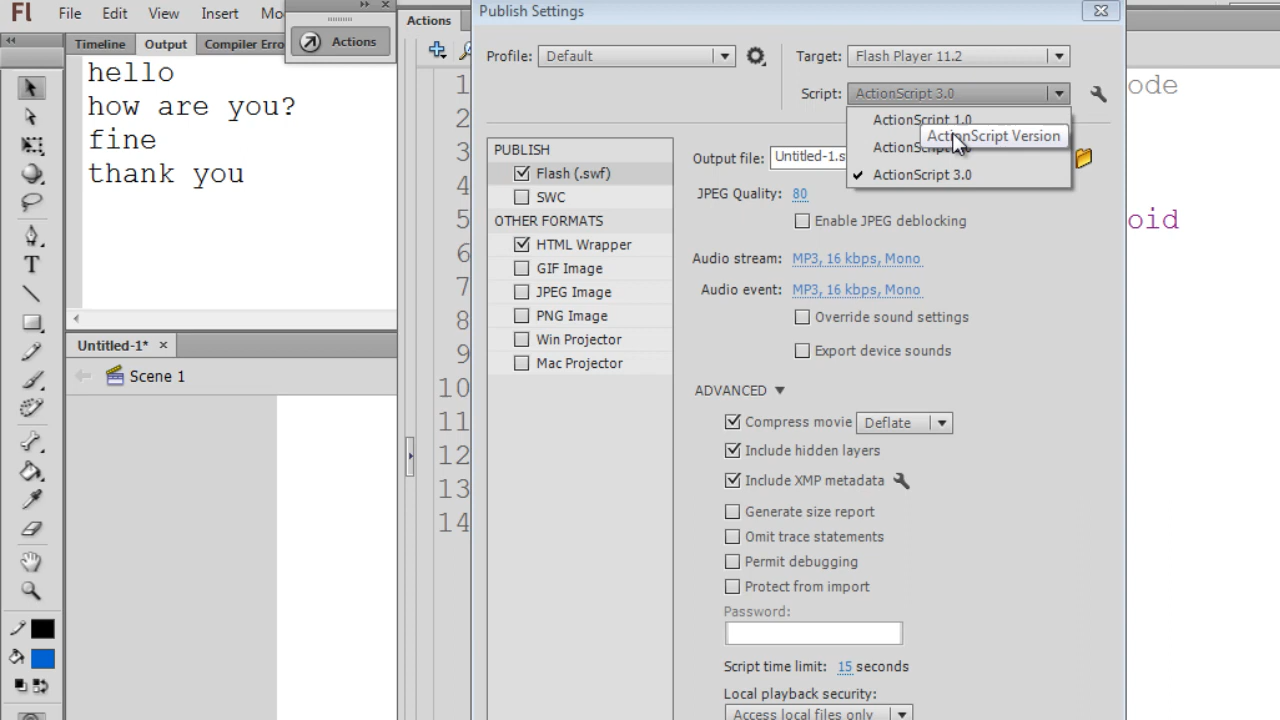 Fl File Edit View Insert
Timeline Output Compiler Erro
hello
how are you?
fine
thank you
Untitled-1*
Scene 1
Actions
Actions
1
2
3
4
5
6
7
8
9
10
11
12
13
14
Publish Settings
Profile: Default
Target: Flash Player 11.2
Script: ActionScript 3.0
ActionScript 1.0
ActionScript Version
ActionScript 3.0
PUBLISH
Flash (.swf)
SWC
OTHER FORMATS
HTML Wrapper
GIF Image
JPEG Image
PNG Image
Win Projector
Mac Projector
Output file: Untitled-1.s
JPEG Quality: 80
Enable JPEG deblocking
Audio stream: MP3, 16 kbps, Mono
Audio event: MP3, 16 kbps, Mono
Override sound settings
Export device sounds
ADVANCED
Compress movie Deflate
Include hidden layers
Include XMP metadata
Generate size report
Omit trace statements
Permit debugging
Protect from import
Password:
Script time limit: 15 seconds
Local playback security:
Access local files only
ode
oid